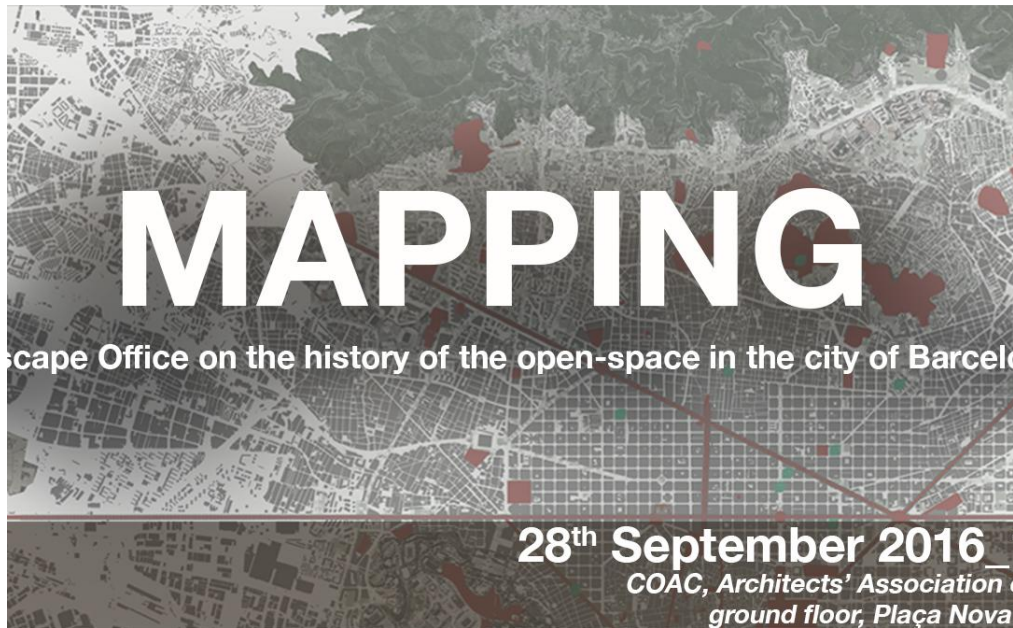 MAPPING
scape Office on the history of the open-space in the city of Barcelo
28th September 2016_
COAC, Architects' Association
ground floor, Plaça Nova